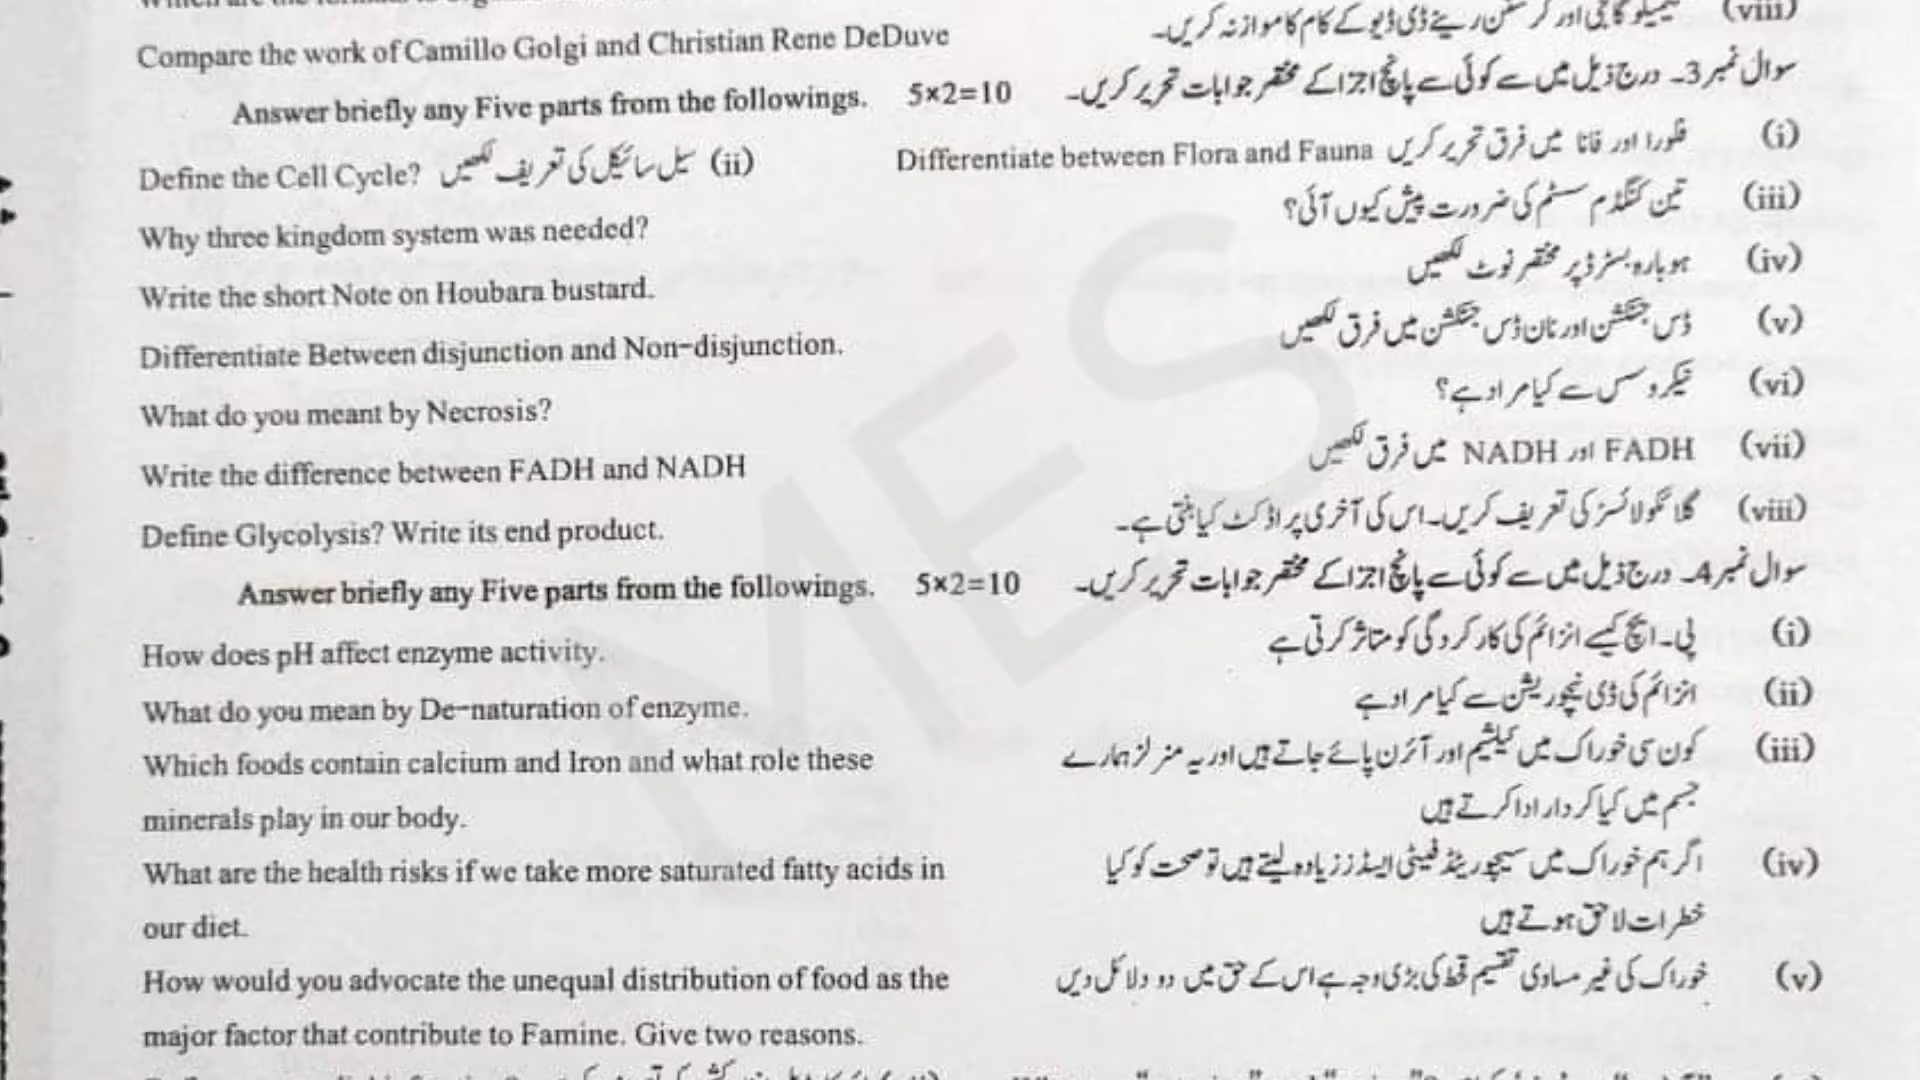 Compare the work of Camillo Golgi and Christian Rene DeDuve کیمیلو گالجی اور کرسچن رینے ڈی ڈیو کے کام کا موازنہ کریں۔ (viii)
Answer briefly any Five parts from the followings. 5×2=10 سوال نمبر 3۔ درج ذیل میں سے کوئی سے پانچ اجزا کے مختصر جوابات تحریر کریں۔
Define the Cell Cycle? سیل سائیکل کی تعریف لکھیں (ii) Differentiate between Flora and Fauna فلورا اور فانا میں فرق تحریر کریں (i)
Why three kingdom system was needed? تین کنگڈم سسٹم کی ضرورت پیش کیوں آئی؟ (iii)
Write the short Note on Houbara bustard. ہوبارہ بسٹرڈ پر مختصر نوٹ لکھیں (iv)
Differentiate Between disjunction and Non-disjunction. ڈس جنکشن اور نان ڈس جنکشن میں فرق لکھیں (v)
What do you meant by Necrosis? نیکروسس سے کیا مراد ہے؟ (vi)
Write the difference between FADH and NADH FADH اور NADH میں فرق لکھیں (vii)
Define Glycolysis? Write its end product. گلائیکولائسز کی تعریف کریں۔ اس کی آخری پراڈکٹ کیا بنتی ہے۔ (viii)
Answer briefly any Five parts from the followings. 5×2=10 سوال نمبر 4۔ درج ذیل میں سے کوئی سے پانچ اجزا کے مختصر جوابات تحریر کریں۔
How does pH affect enzyme activity. پی۔ایچ کیسے انزائم کی کارکردگی کو متاثر کرتی ہے (i)
What do you mean by De-naturation of enzyme. انزائم کی ڈی نیچوریشن سے کیا مراد ہے (ii)
Which foods contain calcium and Iron and what role these کون سی خوراک میں کیلشیم اور آئرن پائے جاتے ہیں اور یہ منرلز ہمارے (iii)
minerals play in our body. جسم میں کیا کردار ادا کرتے ہیں
What are the health risks if we take more saturated fatty acids in اگر ہم خوراک میں سیچوریٹڈ فیٹی ایسڈز زیادہ لیتے ہیں تو صحت کو کیا (iv)
our diet. خطرات لاحق ہوتے ہیں
How would you advocate the unequal distribution of food as the خوراک کی غیر مساوی تقسیم قحط کی بڑی وجہ ہے اس کے حق میں دو دلائل دیں (v)
major factor that contribute to Famine. Give two reasons.
MES